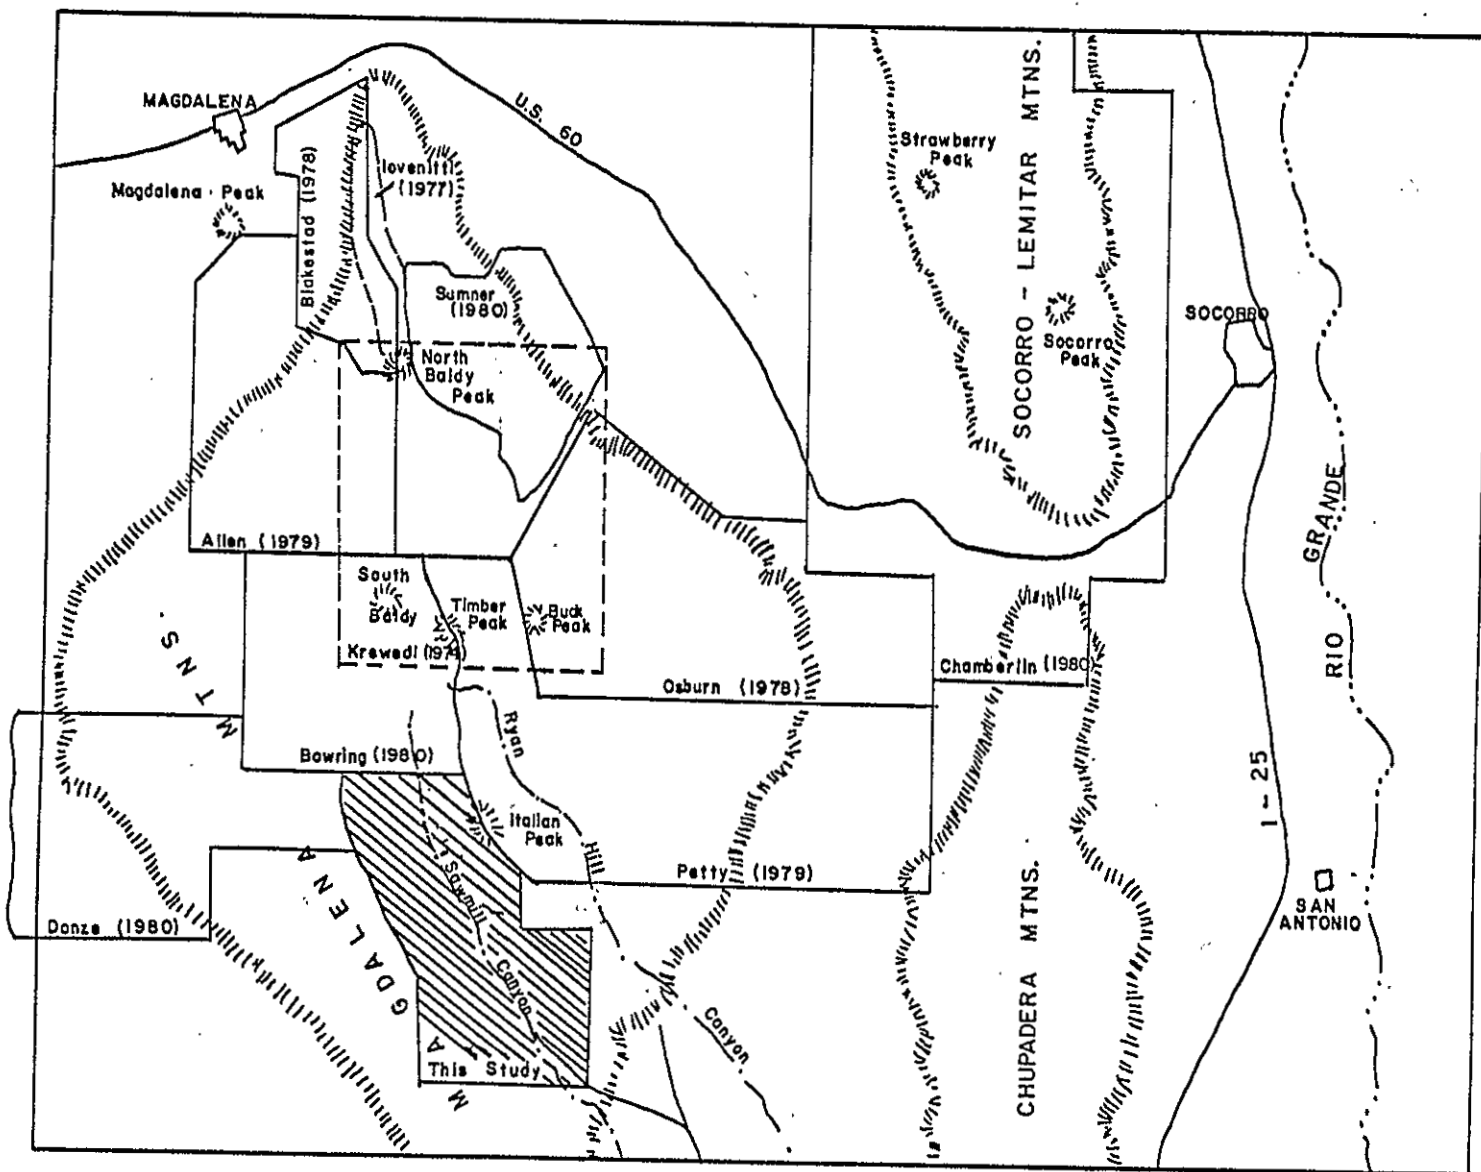 MAGDALENA
U.S. 60
Strawberry
Peak
SOCORRO - LEMITAR MTNS.
Magdalena Peak
Blakestad (1978)
Iovenitti
(1977)
Sumner
(1980)
SOCORRO
Socorro
Peak
North
Baldy
Peak
GRANDE
RIO
Allen (1979)
South
Baldy
Timber
Peak
Buck
Peak
Krewedl (1974)
Chamberlin (1980)
Osburn (1978)
Ryan
Hill
Canyon
Bowring (1980)
Italian
Peak
I-25
Petty (1979)
SAN
ANTONIO
Donze (1980)
Sawmill
Canyon
MAGDALENA MTNS.
CHUPADERA MTNS.
This Study